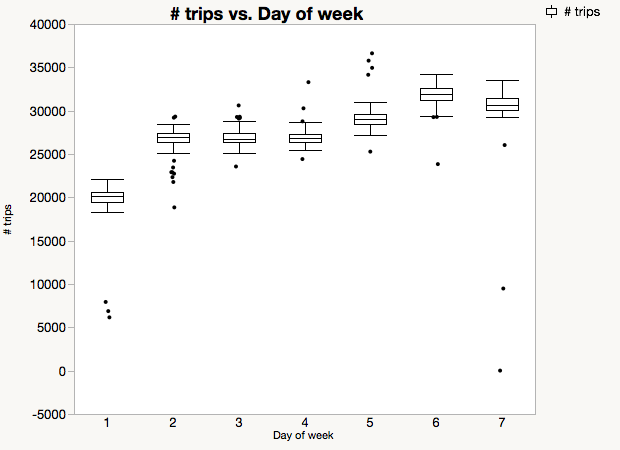 # trips vs. Day of week
# trips
40000
35000
30000
25000
20000
15000
10000
5000
0
-5000
# trips
1 2 3 4 5 6 7
Day of week